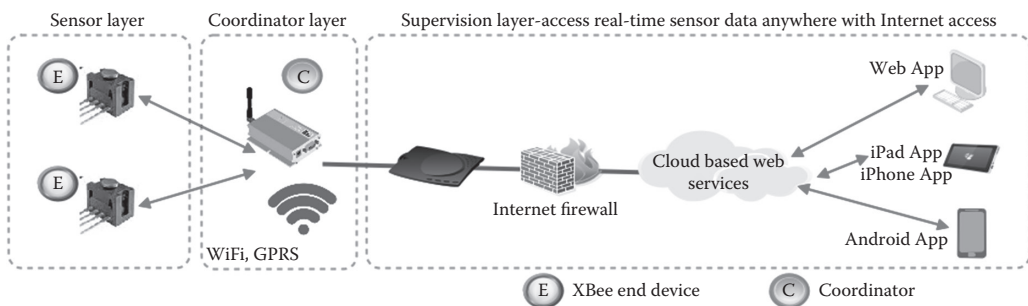 Sensor layer
Coordinator layer
Supervision layer-access real-time sensor data anywhere with Internet access
E
C
E
WiFi, GPRS
Internet firewall
Cloud based web
services
Web App
iPad App
iPhone App
Android App
E XBee end device
C Coordinator